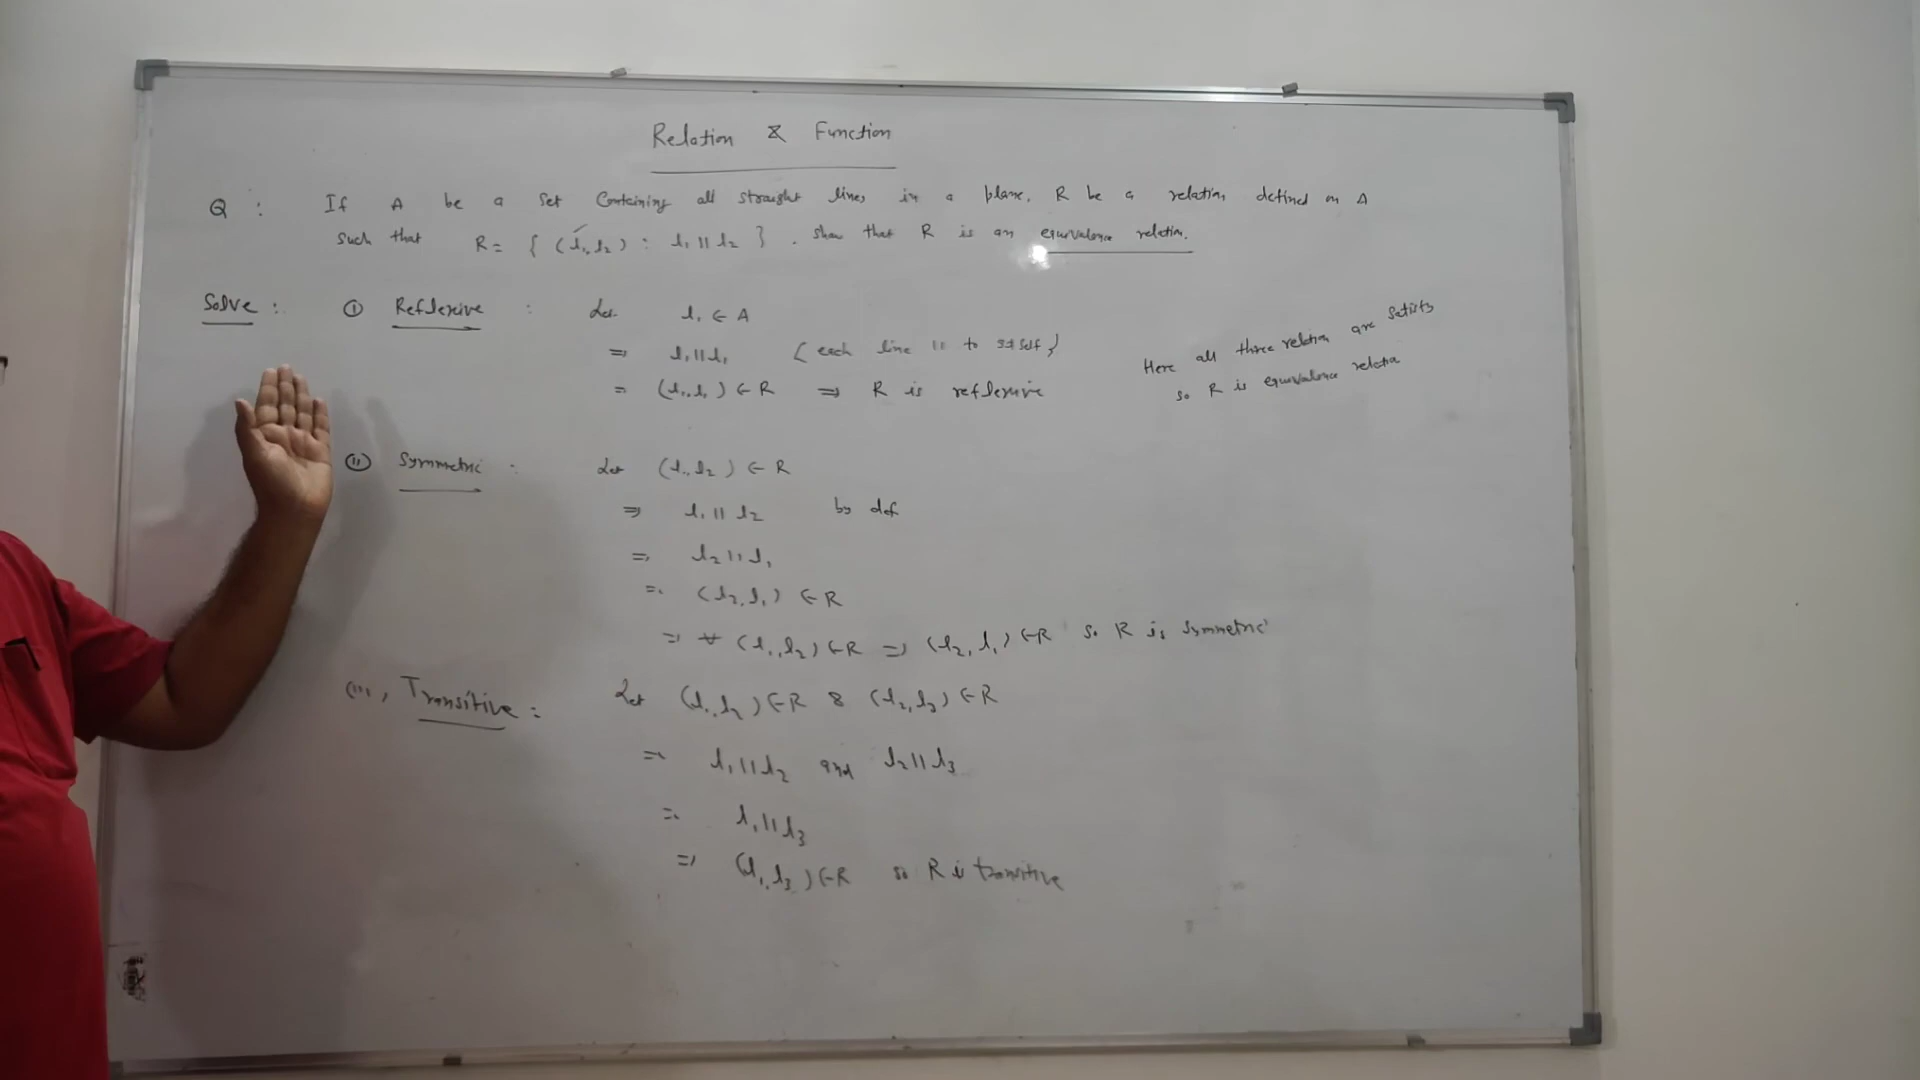 Relation & Function
Q : If A be a set Containing all straight lines in a plane. R be a relation defined on A
such that R = { (l₁, l₂) : l₁ || l₂ } . show that R is an equivalence relation.
Solve : ① Reflexive : Let l₁ ∈ A
⇒ l₁ || l₁ ( each line || to itself )
= (l₁, l₁) ∈ R ⇒ R is reflexive
Here all three relation are satisfy
so R is equivalence relation
(ii) Symmetric : Let (l₁, l₂) ∈ R
⇒ l₁ || l₂ by def
⇒ l₂ || l₁
⇒ (l₂, l₁) ∈ R
⇒ ∀ (l₁, l₂) ∈ R ⇒ (l₂, l₁) ∈ R so R is symmetric
(iii) Transitive : Let (l₁, l₂) ∈ R & (l₂, l₃) ∈ R
⇒ l₁ || l₂ and l₂ || l₃
⇒ l₁ || l₃
⇒ (l₁, l₃) ∈ R so R is transitive